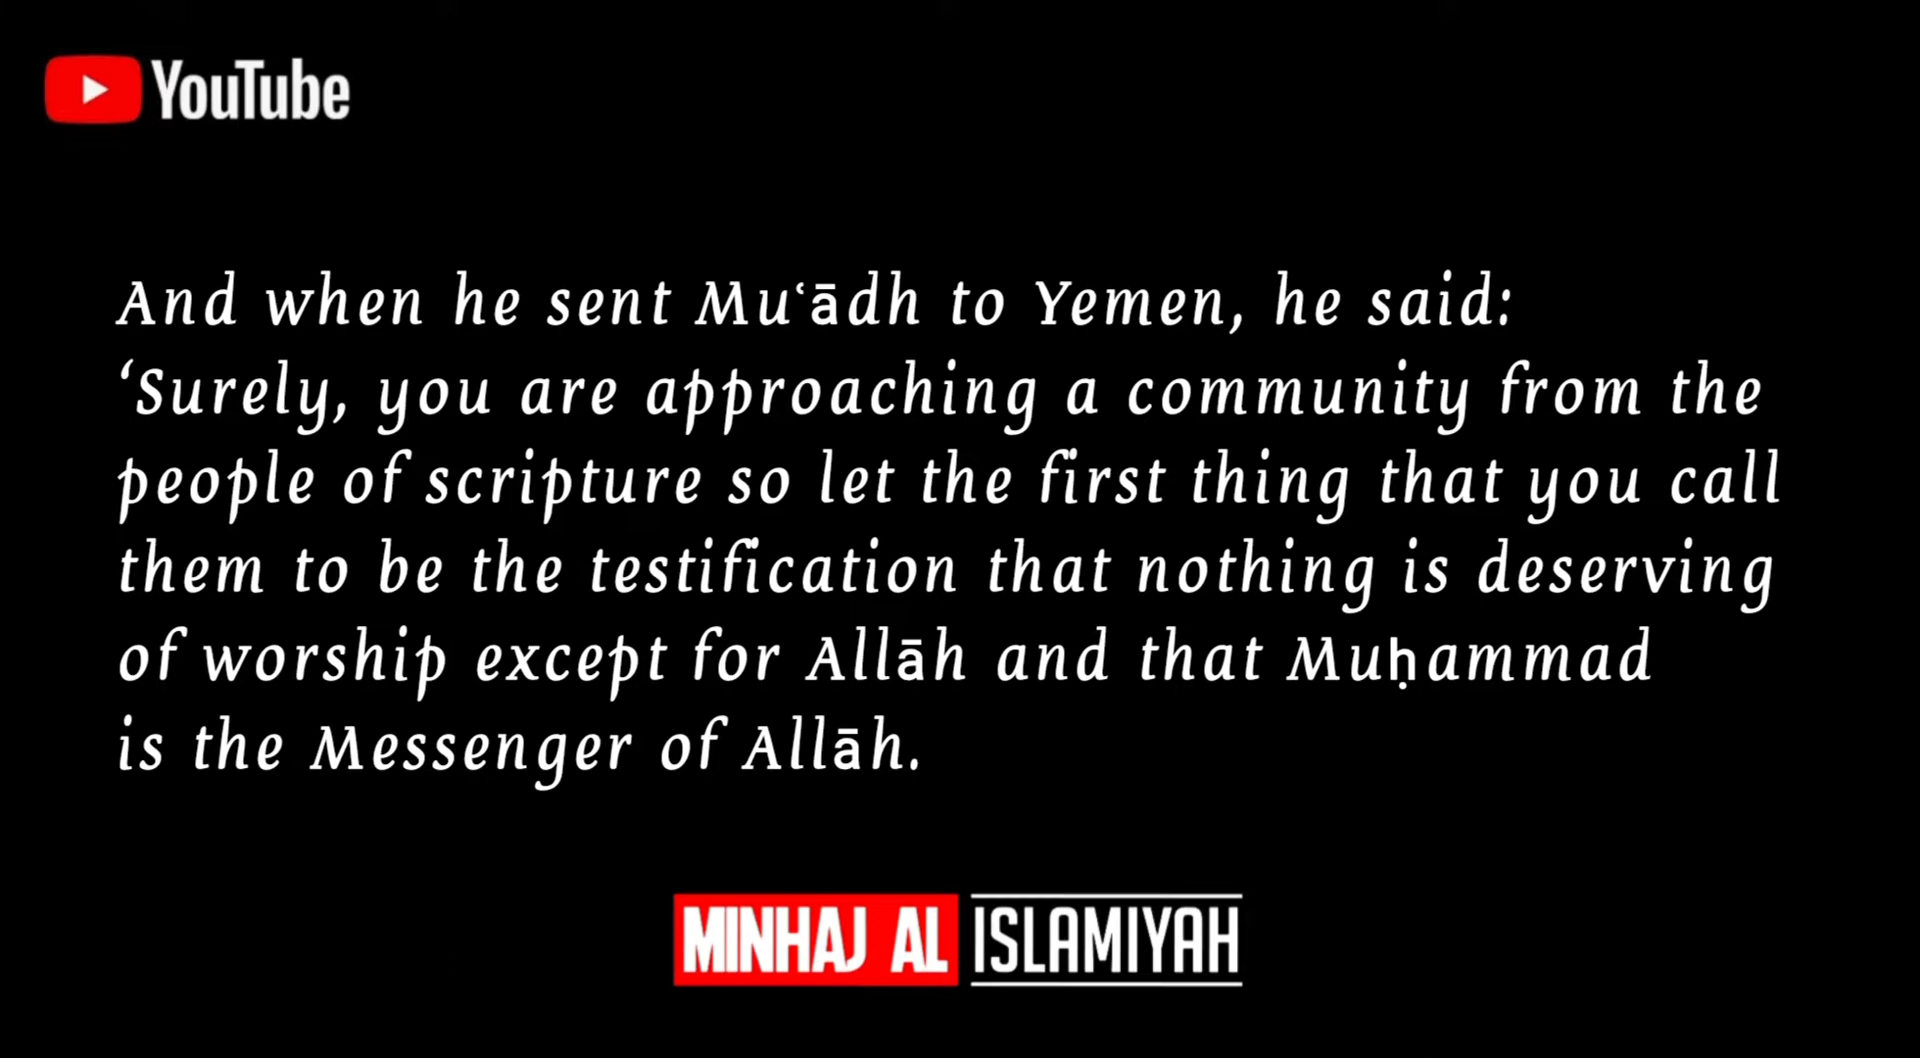 YouTube
And when he sent Muʿādh to Yemen, he said:
‘Surely, you are approaching a community from the
people of scripture so let the first thing that you call
them to be the testification that nothing is deserving
of worship except for Allāh and that Muḥammad
is the Messenger of Allāh.
MINHAJ AL ISLAMIYAH